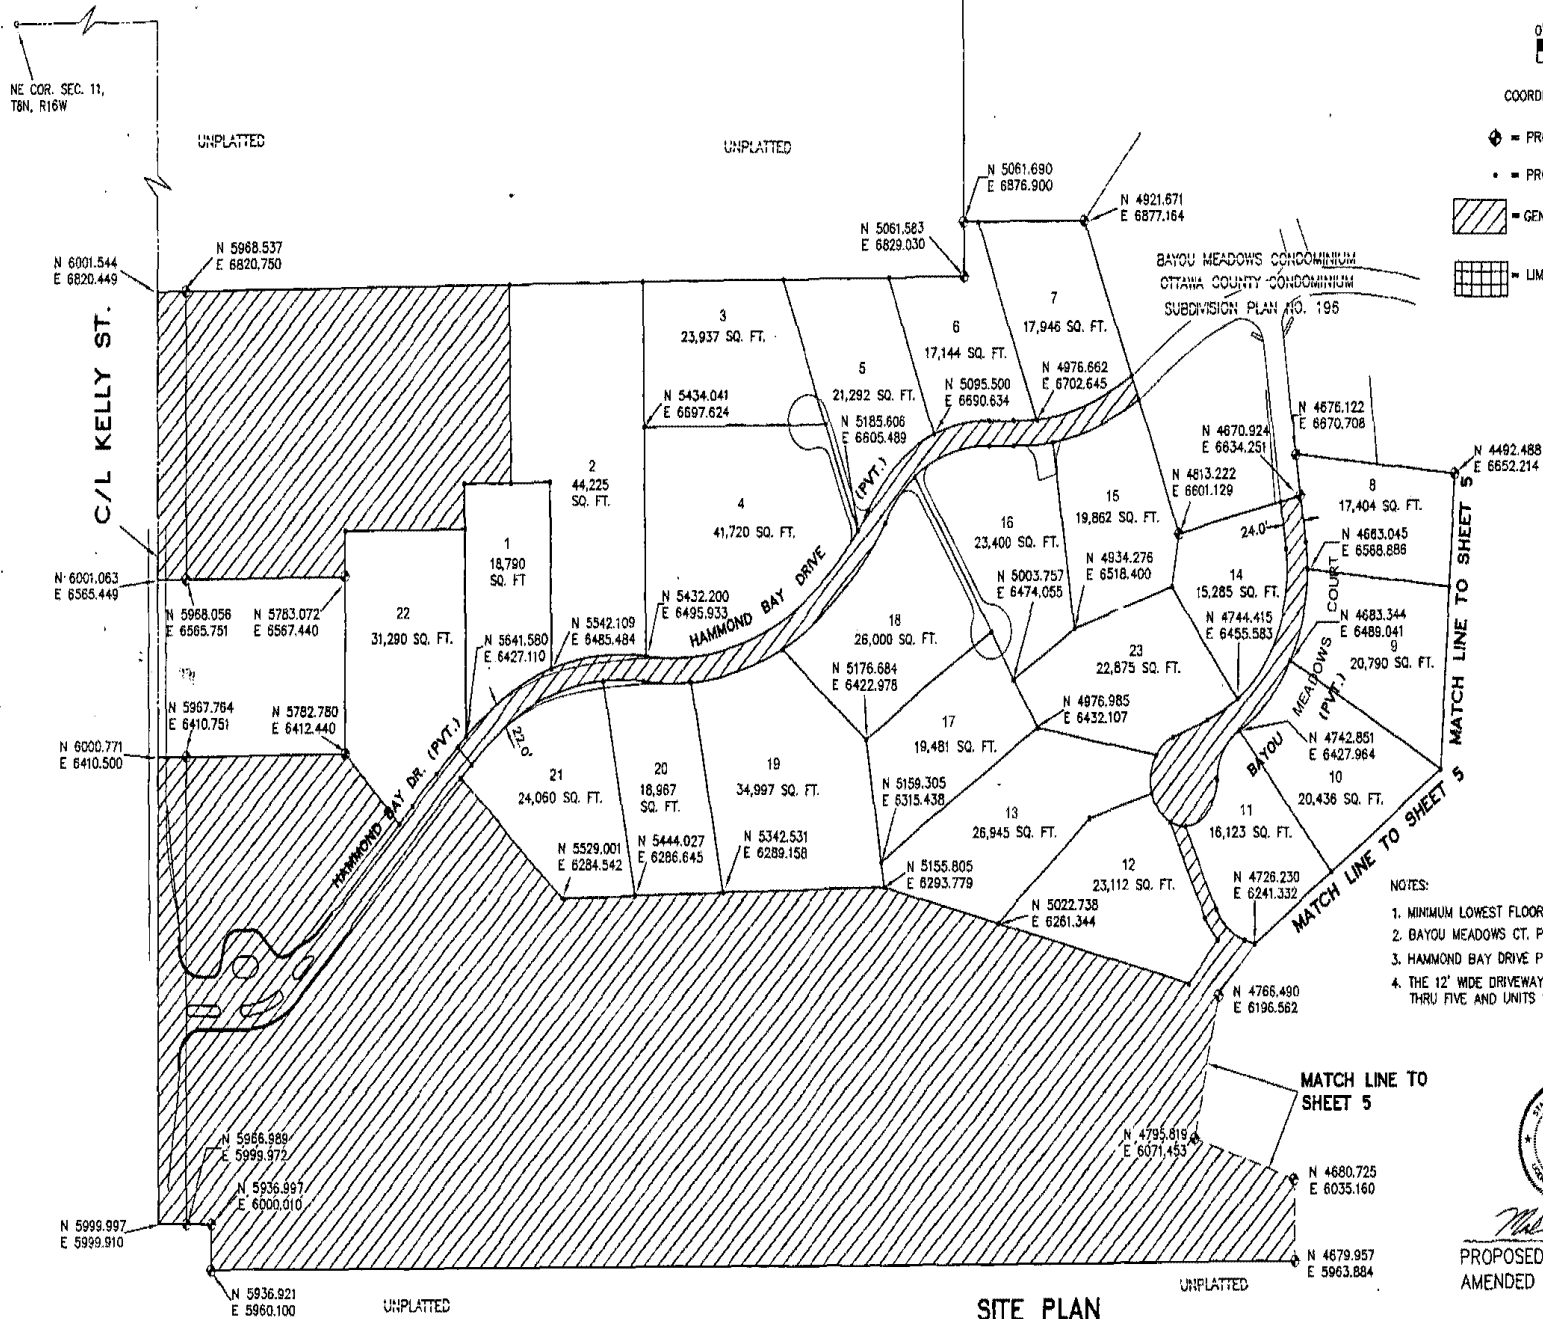 NE COR. SEC. 11,
T8N, R16W
UNPLATTED
UNPLATTED
COORDI
= PRO
= PRO
= GEN
= LIM
N 5061.690
E 6876.900
N 4921.671
E 6877.164
N 5061.583
E 6829.030
N 5968.537
E 6820.750
N 6001.544
E 6820.449
BAYOU MEADOWS CONDOMINIUM
OTTAWA COUNTY CONDOMINIUM
SUBDIVISION PLAN NO. 196
C/L KELLY ST.
3
23,937 SQ. FT.
7
17,946 SQ. FT.
6
17,144 SQ. FT.
5
21,292 SQ. FT.
N 4976.662
E 6702.645
N 5095.500
E 6690.634
N 5434.041
E 6697.624
N 5185.606
E 6605.489
N 4676.122
E 6670.708
N 4670.924
E 6634.251
N 4492.488
E 6652.214
N 4813.222
E 6601.129
2
44,225
SQ. FT.
4
41,720 SQ. FT.
(PVT.)
15
19,862 SQ. FT.
16
23,400 SQ. FT.
8
17,404 SQ. FT.
24.0'
N 4663.045
E 6568.886
1
18,790
SQ. FT
N 6001.063
E 6565.449
N 5968.056
E 6565.751
N 5783.072
E 6567.440
22
31,290 SQ. FT.
N 5432.200
E 6495.933
HAMMOND BAY DRIVE
N 5003.757
E 6474.055
N 4934.276
E 6518.400
14
15,285 SQ. FT.
N 4744.415
E 6455.583
N 4683.344
E 6489.041
9
20,790 SQ. FT.
MATCH LINE TO SHEET 5
N 5641.580
E 6427.110
N 5542.109
E 6485.484
18
26,000 SQ. FT.
N 5176.684
E 6422.978
23
22,875 SQ. FT.
N 4976.985
E 6432.107
BAYOU MEADOWS COURT
(PVT.)
N 4742.851
E 6427.964
N 5967.764
E 6410.751
N 5782.780
E 6412.440
N 6000.771
E 6410.500
HAMMOND BAY DR. (PVT.)
22.0'
17
19,481 SQ. FT.
21
24,060 SQ. FT.
20
18,967
SQ. FT.
19
34,997 SQ. FT.
N 5159.305
E 6315.438
10
20,436 SQ. FT.
13
26,945 SQ. FT.
11
16,123 SQ. FT.
MATCH LINE TO SHEET 5
N 5529.001
E 6284.542
N 5444.027
E 6286.645
N 5342.531
E 6289.158
N 5155.805
E 6293.779
12
23,112 SQ. FT.
N 5022.738
E 6261.344
N 4726.230
E 6241.332
NOTES:
1. MINIMUM LOWEST FLOOR
2. BAYOU MEADOWS CT. P
3. HAMMOND BAY DRIVE P
4. THE 12' WIDE DRIVEWAY
THRU FIVE AND UNITS
N 4766.490
E 6196.562
MATCH LINE TO
SHEET 5
N 4795.819
E 6071.453
N 4680.725
E 6035.160
N 5966.989
E 5999.972
N 5936.997
E 6000.010
N 5999.997
E 5999.910
N 4679.957
E 5963.884
N 5936.921
E 5960.100
UNPLATTED
UNPLATTED
SITE PLAN
PROPOSED
AMENDED